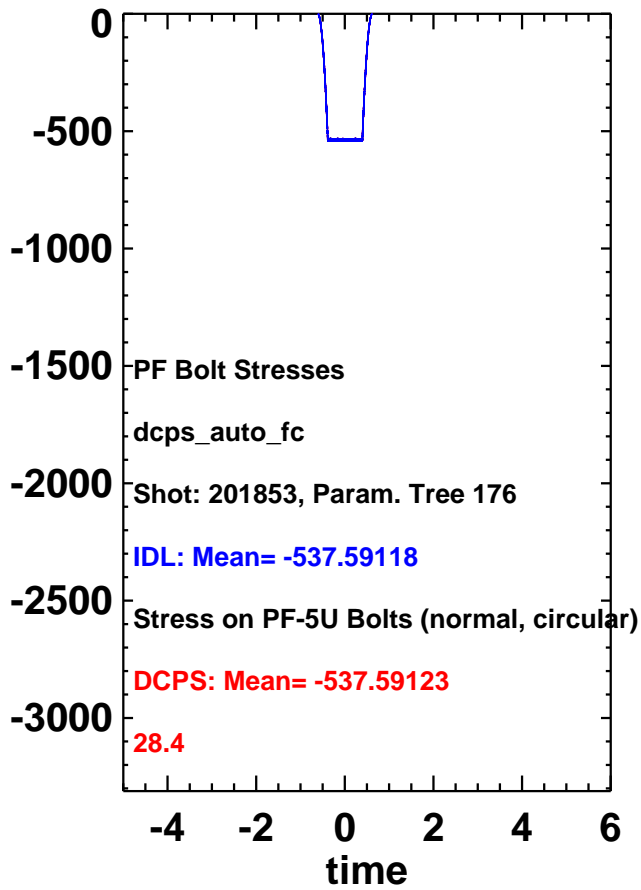 0
-500
-1000
-1500
PF Bolt Stresses
dcps_auto_fc
-2000
Shot: 201853, Param. Tree 176
IDL: Mean= -537.59118
-2500
Stress on PF-5U Bolts (normal, circular)
DCPS: Mean= -537.59123
-3000
28.4
-4 -2 0 2 4 6
time